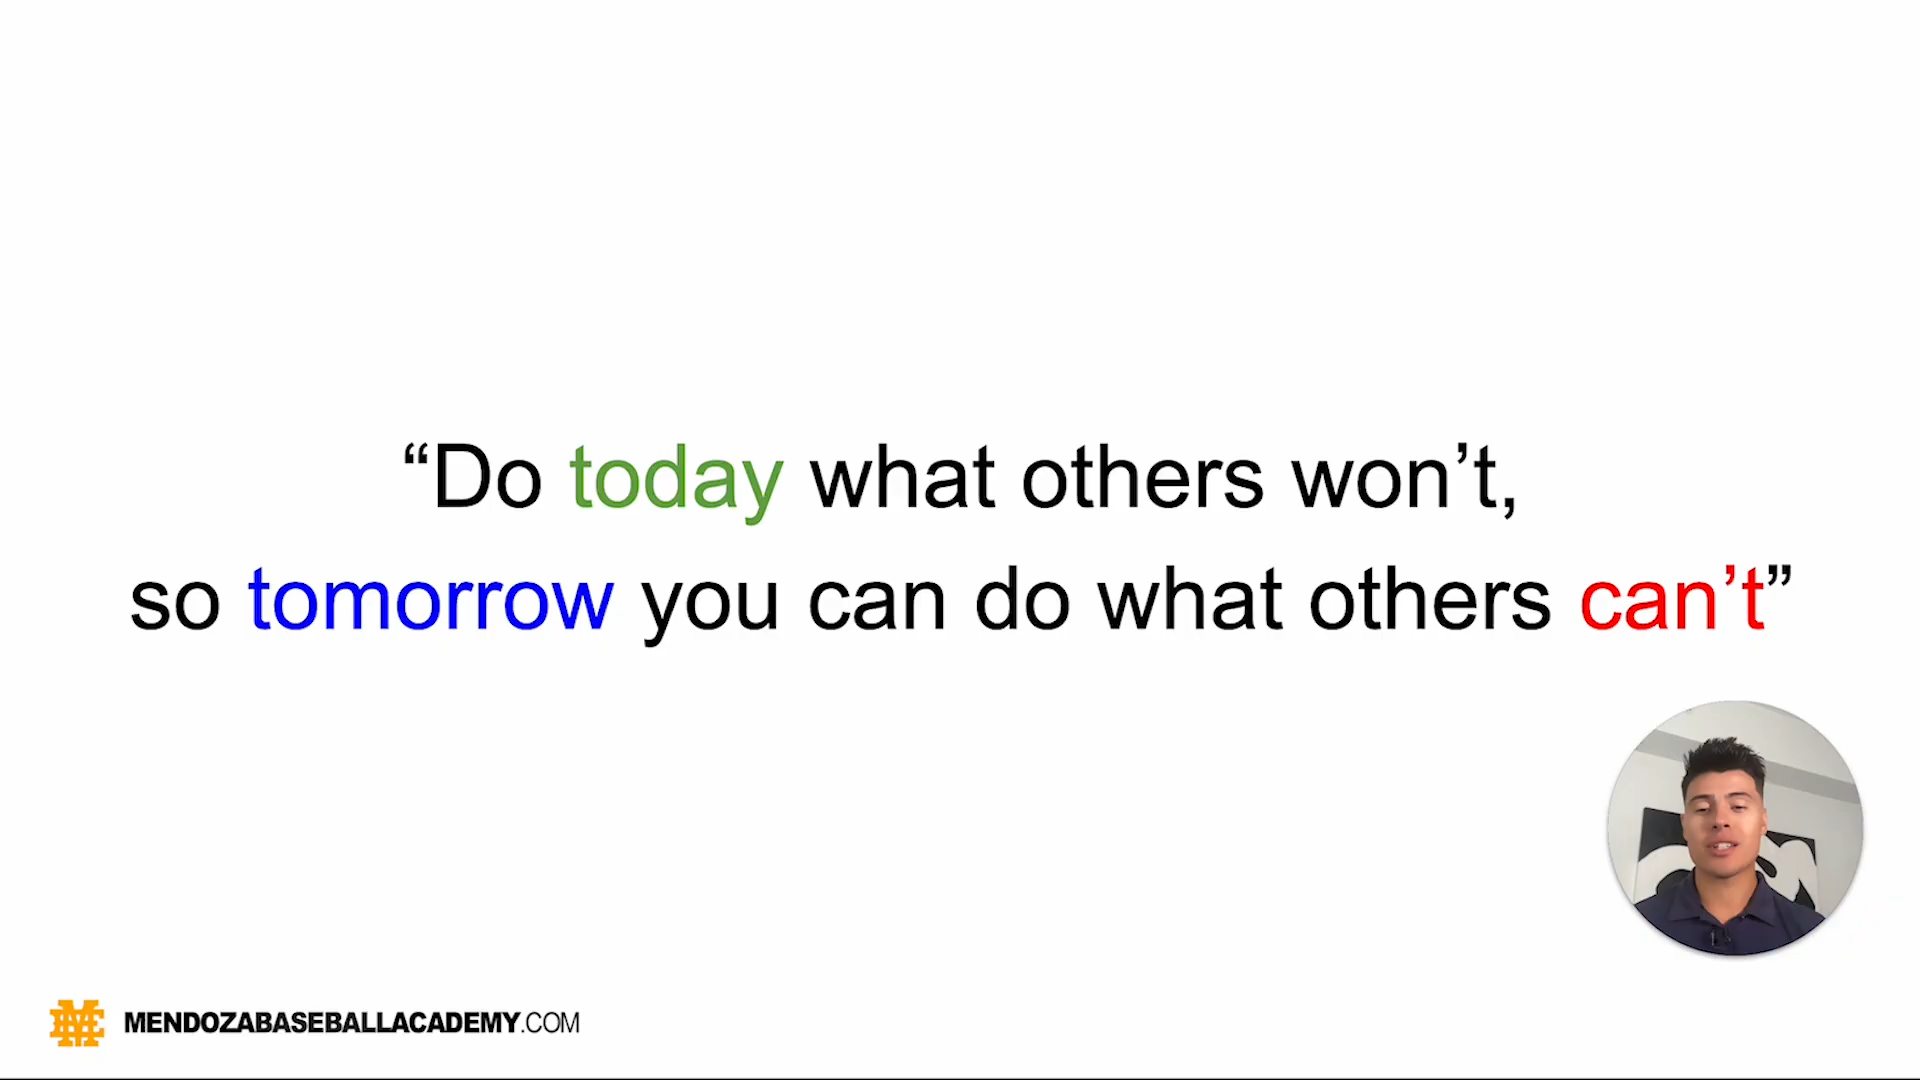 “Do today what others won’t,
so tomorrow you can do what others can’t”
MENDOZABASEBALLACADEMY.COM